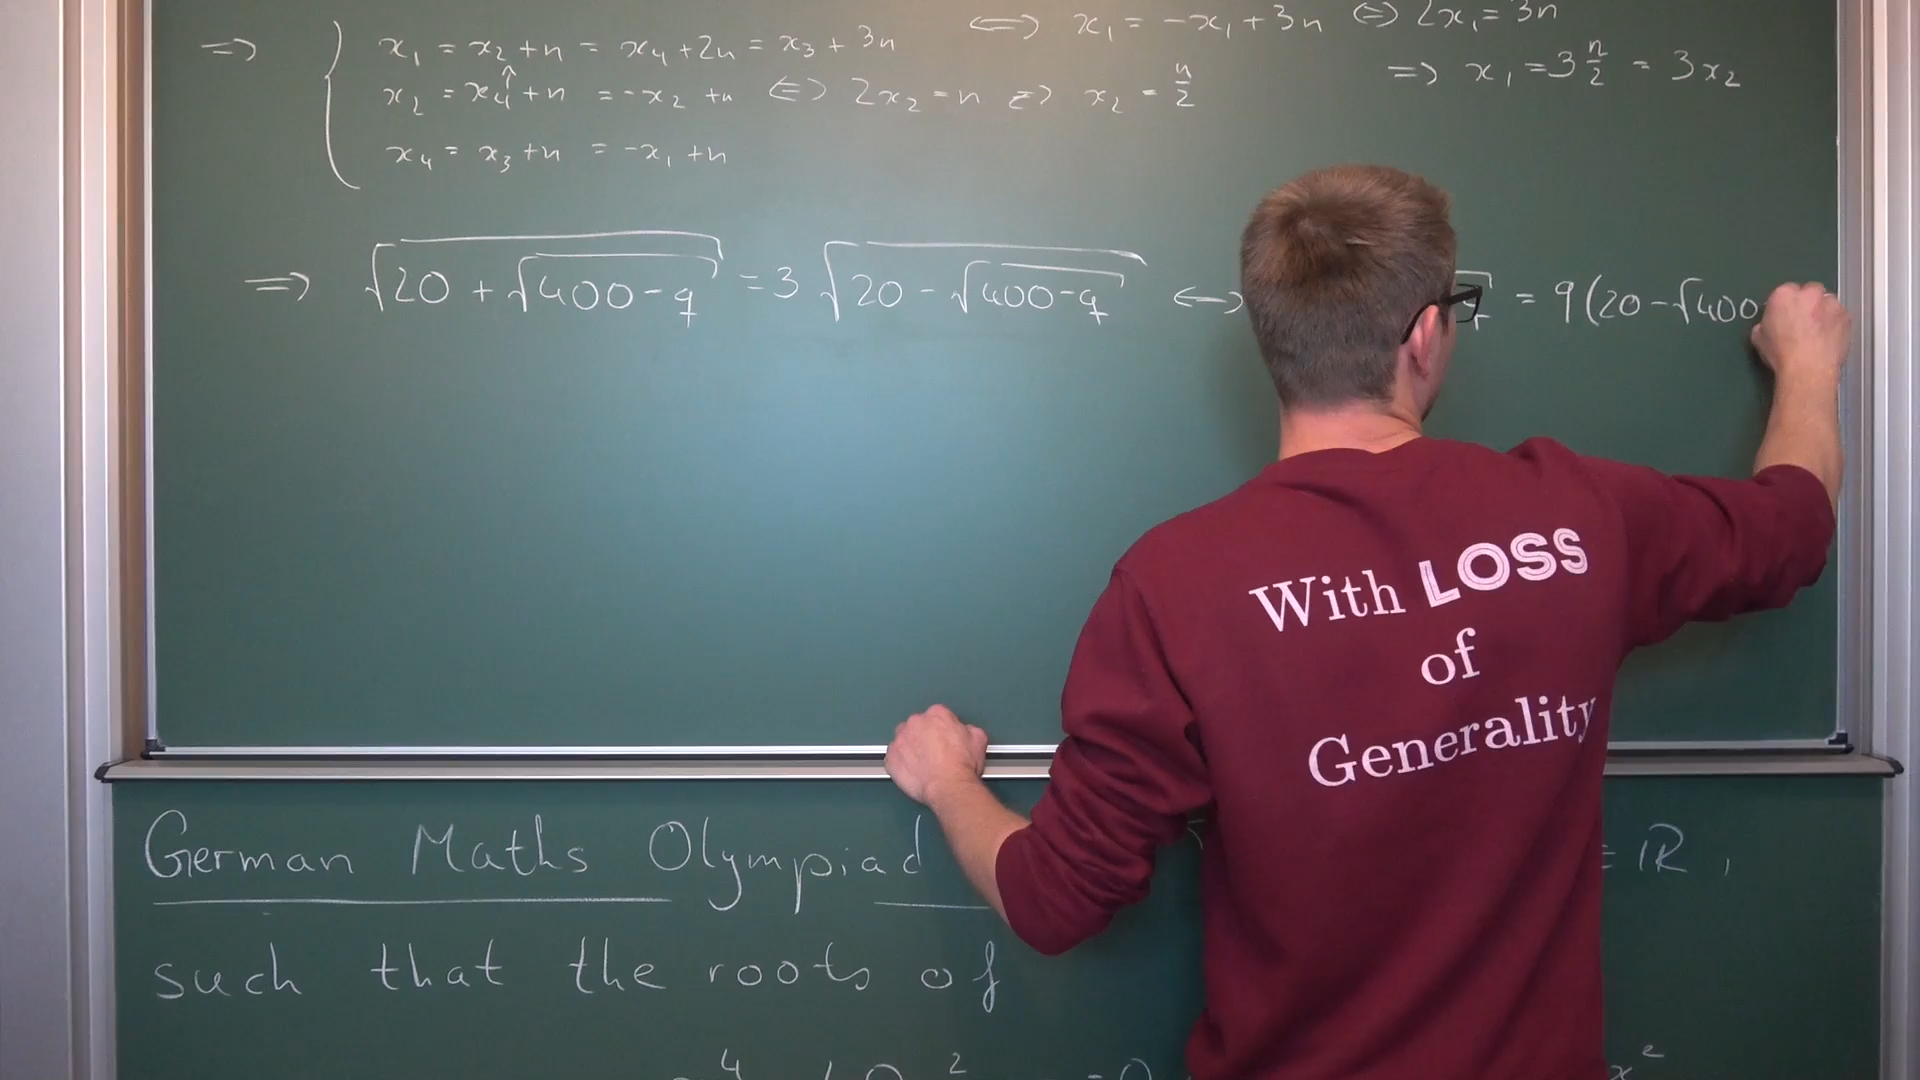 => { x₁ = x₂ + n = x₄ + 2n = x₃ + 3n <=> x₁ = -x₁ + 3n <=> 2x₁ = 3n
x₂ = x₄ + n = -x₂ + n <=> 2x₂ = n => x₂ = n/2 => x₁ = 3 n/2 = 3x₂
x₄ = x₃ + n = -x₁ + n
=> √(20 + √(400-q)) = 3 √(20 - √(400-q)) <=> = 9(20 - √400
With LOSS
of
Generality
German Maths Olympiad ∈ ℝ,
such that the roots of